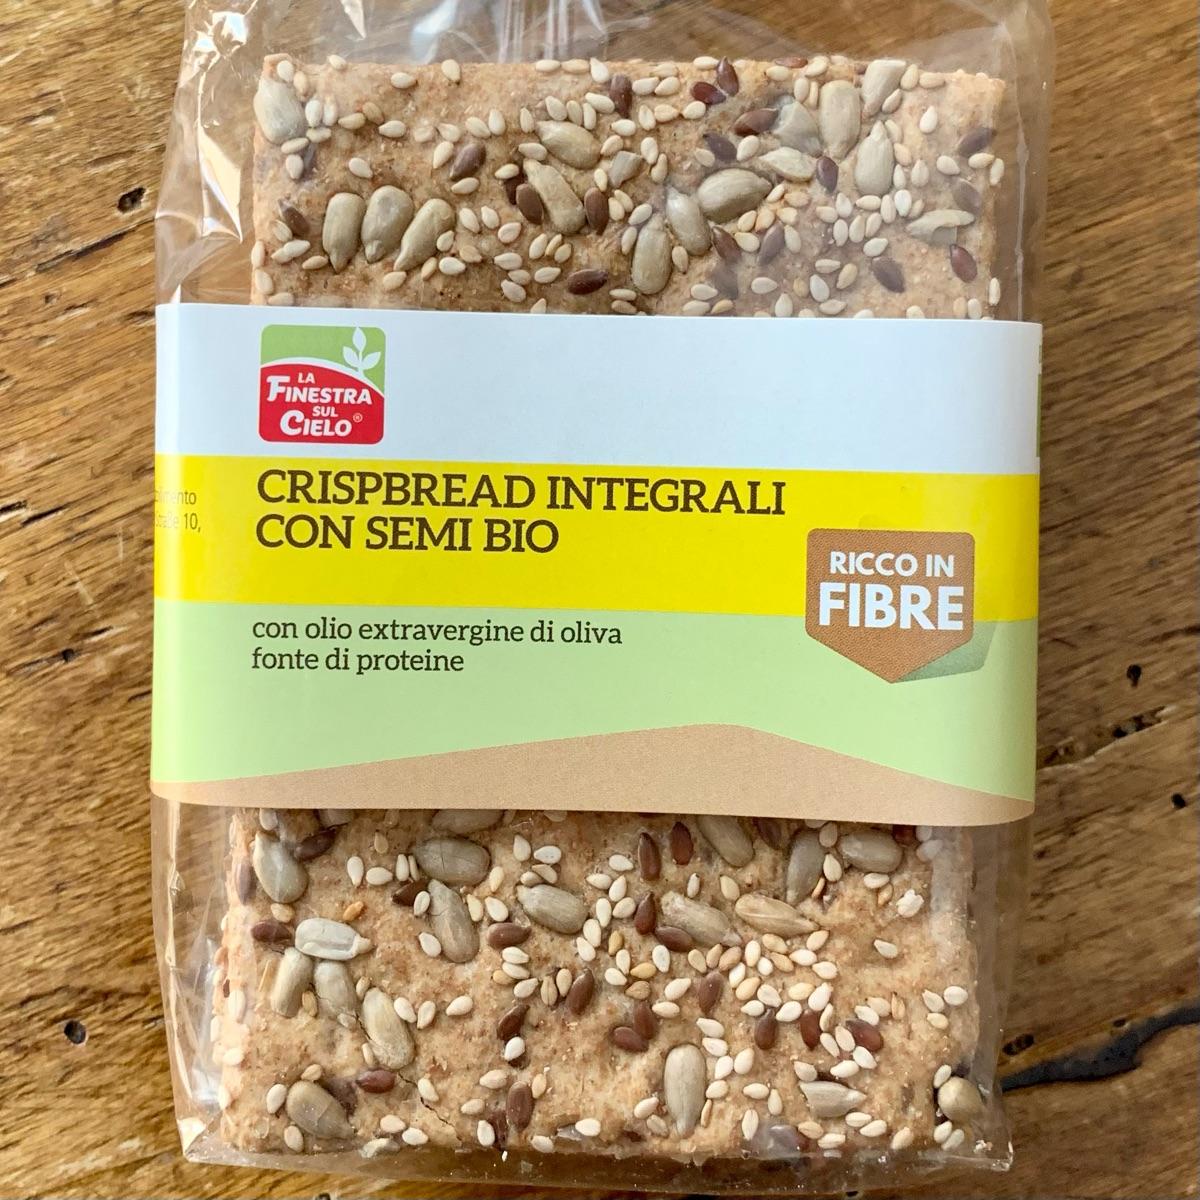 LA
FINESTRA
SUL
CIELO®
CRISPBREAD INTEGRALI
CON SEMI BIO
10,
RICCO IN
FIBRE
con olio extravergine di oliva
fonte di proteine